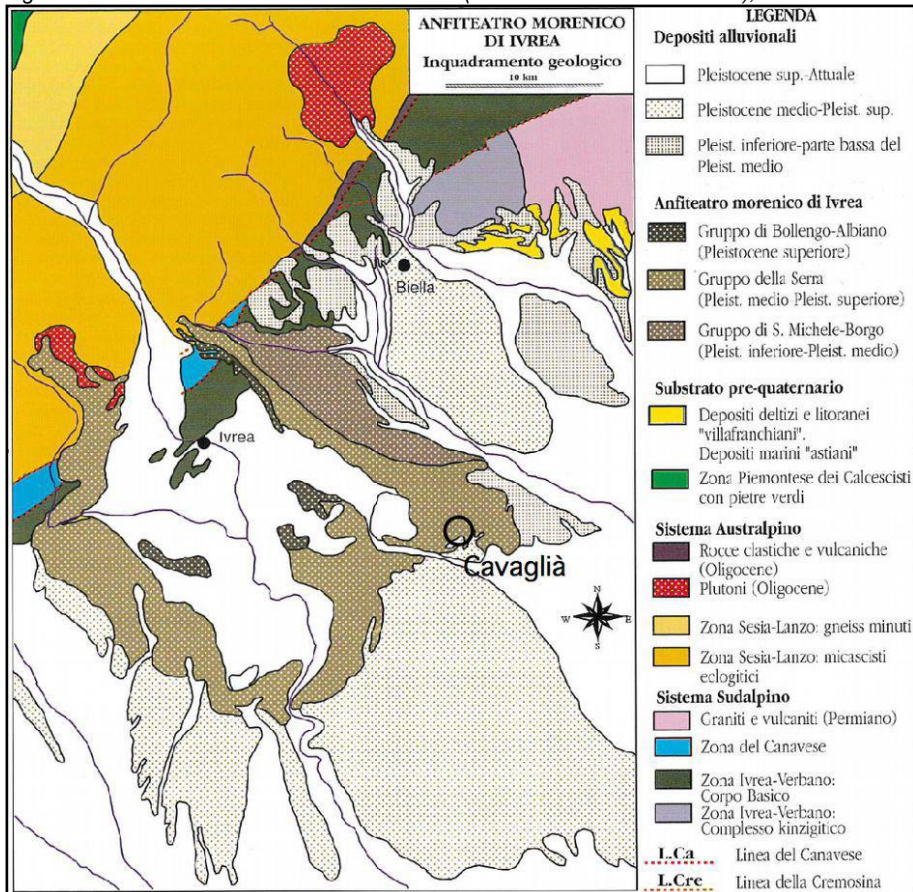 ANFITEATRO MORENICO
DI IVREA
Inquadramento geologico
10 km
Biella
Ivrea
Cavaglià
N
W
E
S
LEGENDA
Depositi alluvionali
Pleistocene sup.-Attuale
Pleistocene medio-Pleist. sup.
Pleist. inferiore-parte bassa del
Pleist. medio
Anfiteatro morenico di Ivrea
Gruppo di Bollengo-Albiano
(Pleistocene superiore)
Gruppo della Serra
(Pleist. medio-Pleist. superiore)
Gruppo di S. Michele-Borgo
(Pleist. inferiore-Pleist. medio)
Substrato pre-quaternario
Depositi deltizi e litoranei
"villafranchiani".
Depositi marini "astiani"
Zona Piemontese dei Calcescisti
con pietre verdi
Sistema Australpino
Rocce clastiche e vulcaniche
(Oligocene)
Plutoni (Oligocene)
Zona Sesia-Lanzo: gneiss minuti
Zona Sesia-Lanzo: micascisti
eclogitici
Sistema Sudalpino
Graniti e vulcaniti (Permiano)
Zona del Canavese
Zona Ivrea-Verbano:
Corpo Basico
Zona Ivrea-Verbano:
Complesso kinzigitico
L.Ca Linea del Canavese
L.Cre Linea della Cremosina